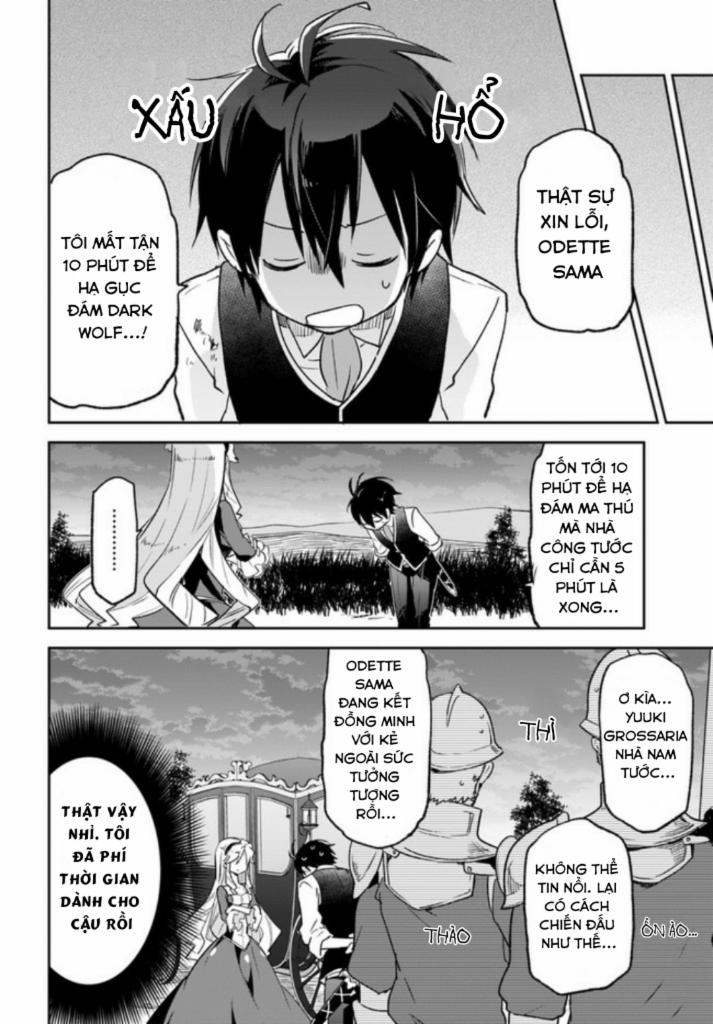 XẤU
HỔ
THẬT SỰ
XIN LỖI,
ODETTE
SAMA
TÔI MẤT TẬN
10 PHÚT ĐỂ
HẠ GỤC
ĐÁM DARK
WOLF...!
TỐN TỚI 10
PHÚT ĐỂ HẠ
ĐÁM MA THÚ
MÀ NHÀ
CÔNG TƯỚC
CHỈ CẦN 5
PHÚT LÀ
XONG...
.........
Ơ KÌA...
YUUKI
GROSSARIA
NHÀ NAM
TƯỚC...
THÌ
ODETTE
SAMA
ĐANG KẾT
ĐỒNG MINH
VỚI KẺ
NGOÀI SỨC
TƯỞNG
TƯỢNG
RỒI...
KHÔNG THỂ
TIN NỔI. LẠI
CÓ CÁCH
CHIẾN ĐẤU
NHƯ THẾ...
ỒN ÀO...
THÀO
THẬT VẬY
NHỈ. TÔI
ĐÃ PHÍ
THỜI GIAN
DÀNH CHO
CẬU RỒI